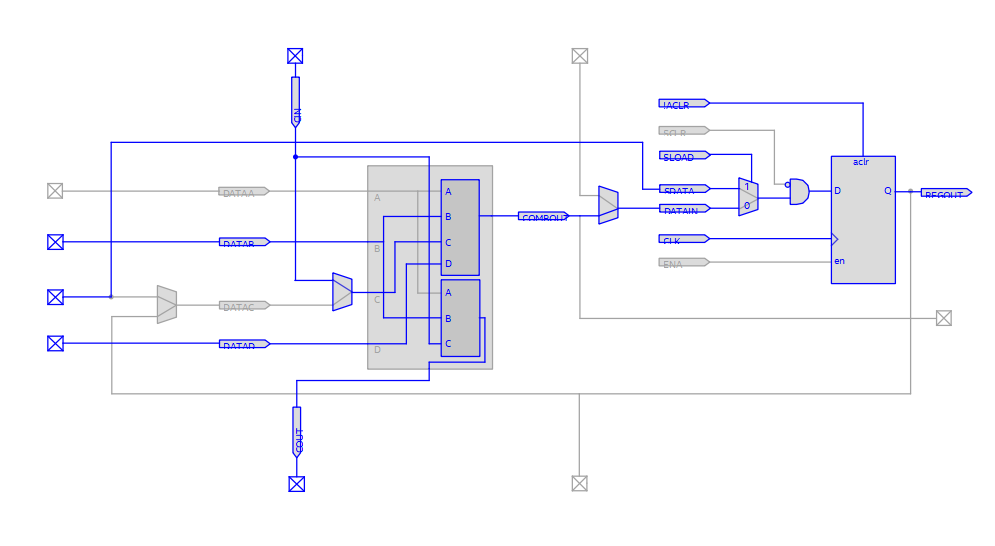 CIN
!ACLR
SCLR
SLOAD
aclr
DATAA
A
A
SDATA
1
D
Q
REGOUT
B
COMBOUT
DATAIN
0
DATAB
B
C
CLK
D
ENA
en
DATAC
C
A
B
DATAD
D
C
COUT